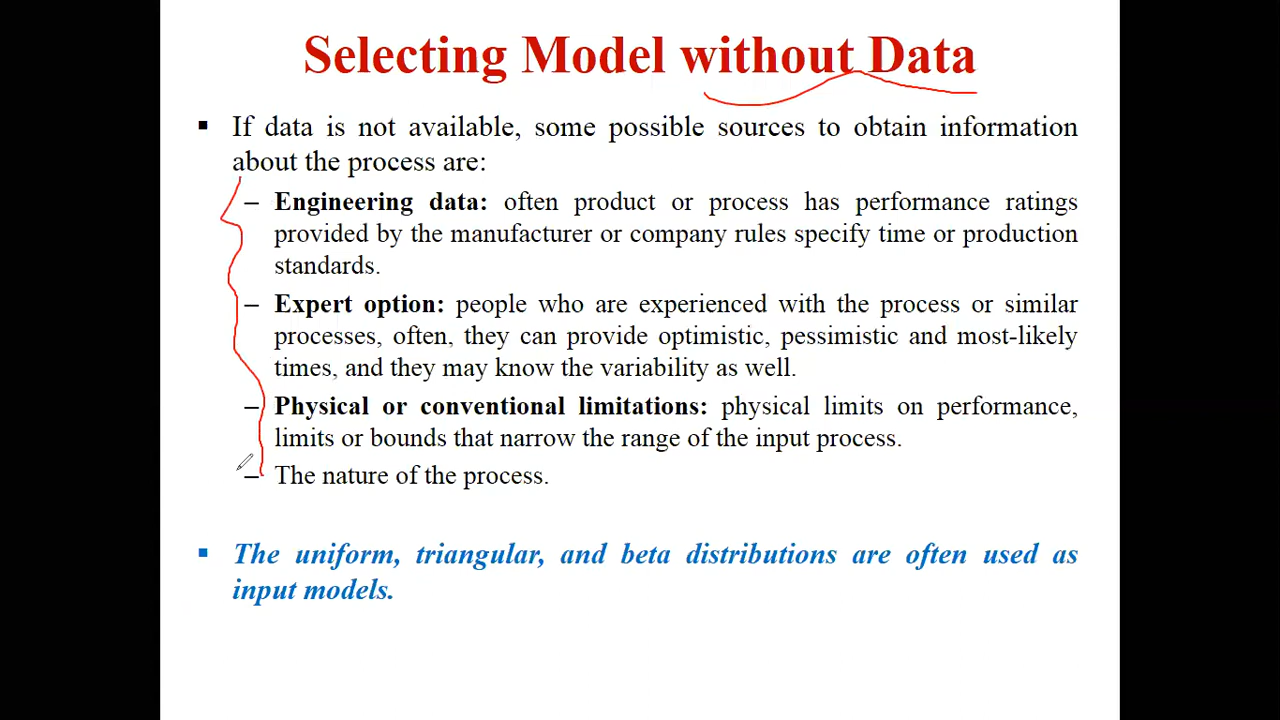 Selecting Model without Data
▪ If data is not available, some possible sources to obtain information
about the process are:
– Engineering data: often product or process has performance ratings
provided by the manufacturer or company rules specify time or production
standards.
– Expert option: people who are experienced with the process or similar
processes, often, they can provide optimistic, pessimistic and most-likely
times, and they may know the variability as well.
– Physical or conventional limitations: physical limits on performance,
limits or bounds that narrow the range of the input process.
– The nature of the process.
▪ The uniform, triangular, and beta distributions are often used as
input models.